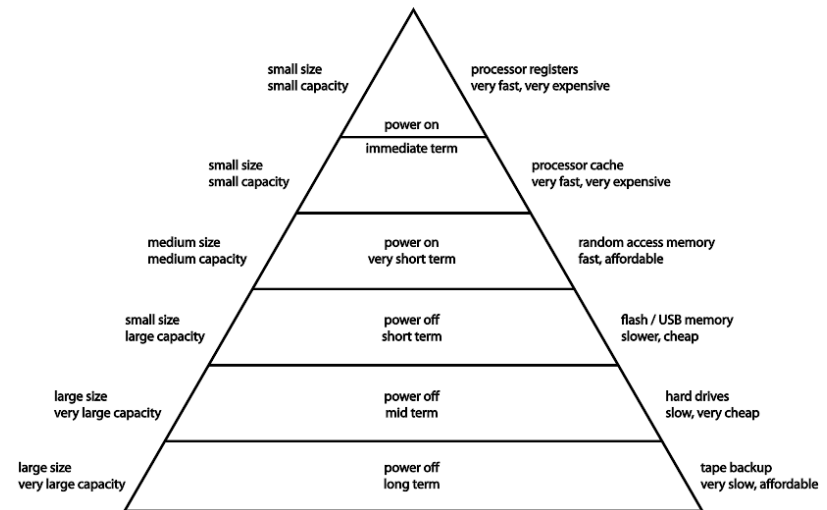 small size
small capacity
processor registers
very fast, very expensive
power on
immediate term
small size
small capacity
processor cache
very fast, very expensive
medium size
medium capacity
power on
very short term
random access memory
fast, affordable
small size
large capacity
power off
short term
flash / USB memory
slower, cheap
large size
very large capacity
power off
mid term
hard drives
slow, very cheap
large size
very large capacity
power off
long term
tape backup
very slow, affordable